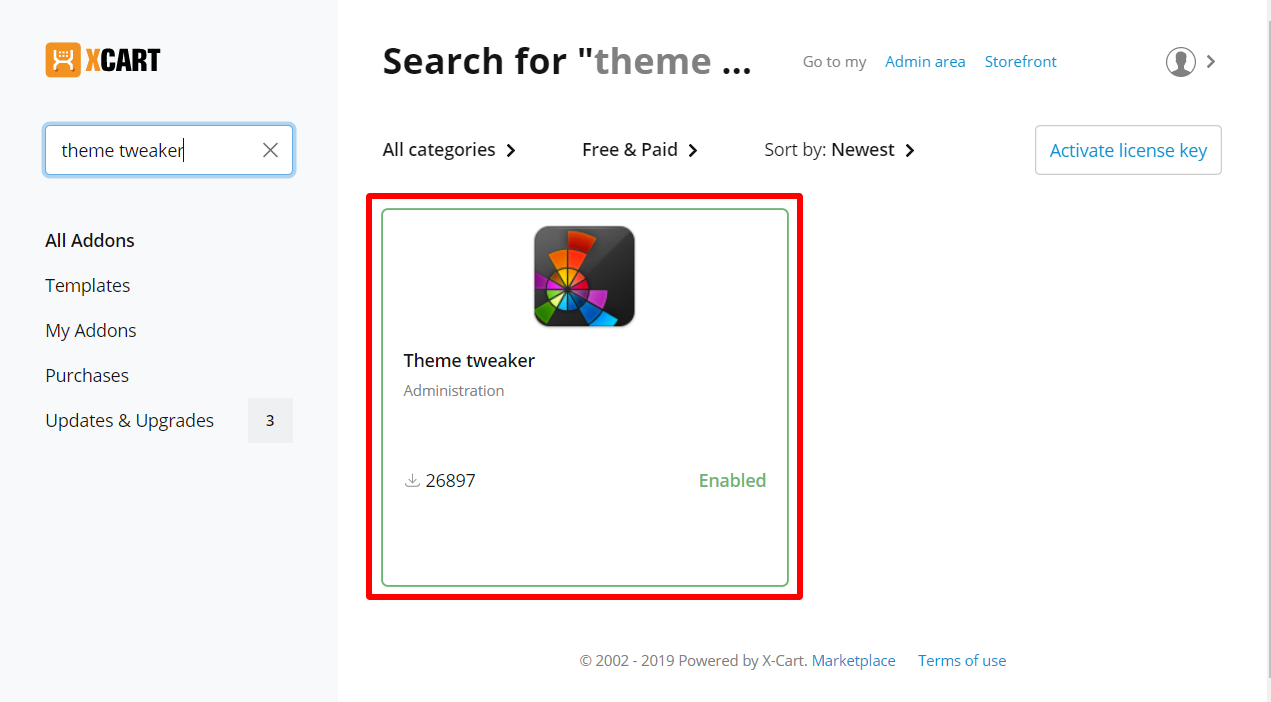 XCART
theme tweaker
All Addons
Templates
My Addons
Purchases
Updates & Upgrades 3
Search for "theme ...
Go to my Admin area Storefront
All categories Free & Paid Sort by: Newest Activate license key
Theme tweaker
Administration
26897 Enabled
© 2002 - 2019 Powered by X-Cart. Marketplace Terms of use